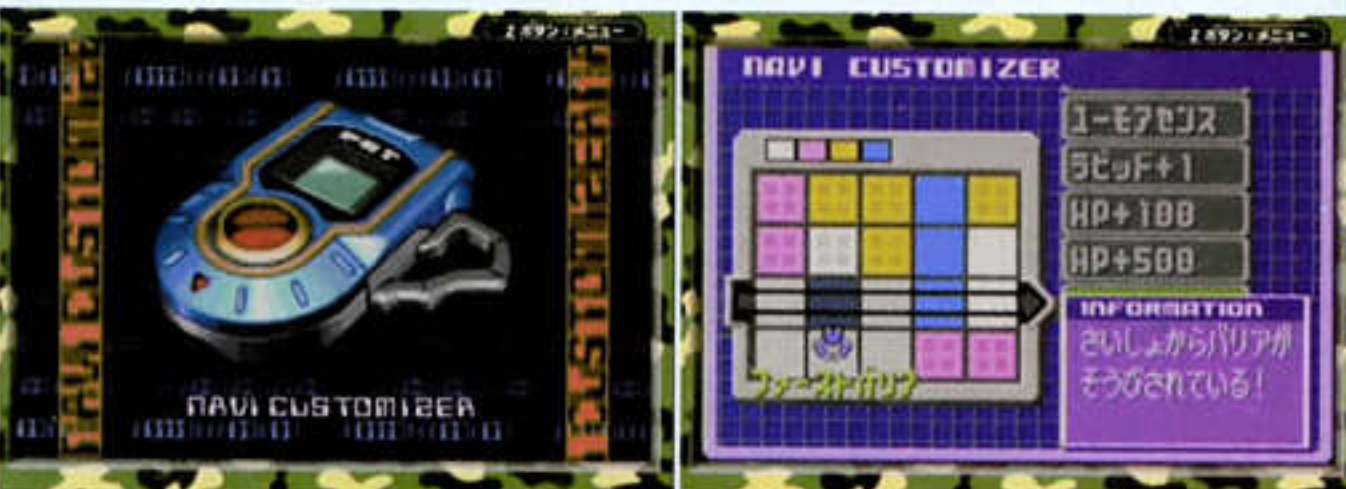 Z ボタン:メニュー
PET
NAVI CUSTOMIZER
Z ボタン:メニュー
NAVI CUSTOMIZER
ユーモアセンス
ラピッド+1
HP+100
HP+500
INFORMATION
さいしょからバリアが
そうびされている!
ファーストバリア